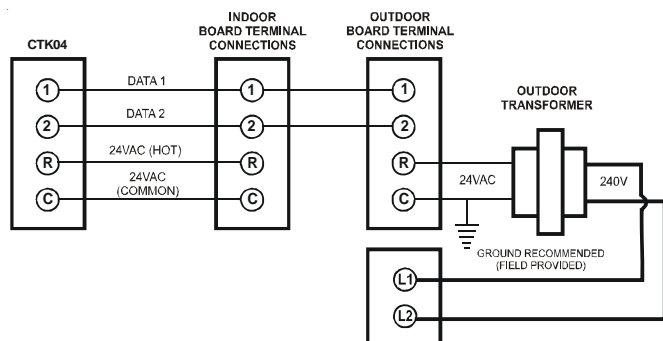 INDOOR
BOARD TERMINAL
CONNECTIONS
OUTDOOR
BOARD TERMINAL
CONNECTIONS
CTK04
OUTDOOR
TRANSFORMER
1
DATA 1
1
1
2
DATA 2
2
2
R
24VAC (HOT)
R
R
24VAC
240V
C
24VAC
(COMMON)
C
C
GROUND RECOMMENDED
(FIELD PROVIDED)
L1
L2